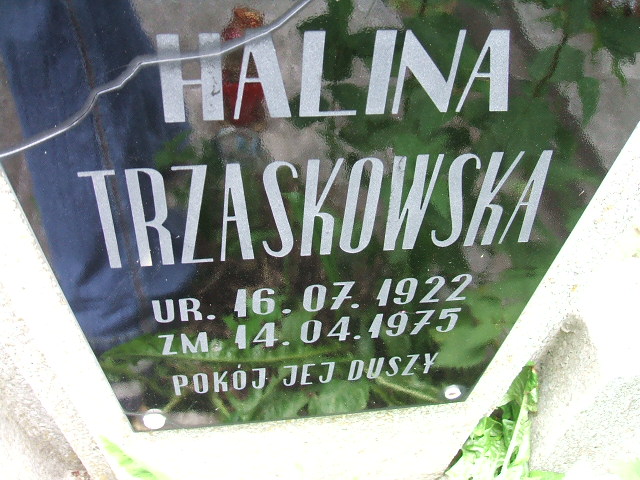 HALINA
TRZASKOWSKA
UR. 16.07.1922
ZM. 14.04.1975
POKÓJ JEJ DUSZY